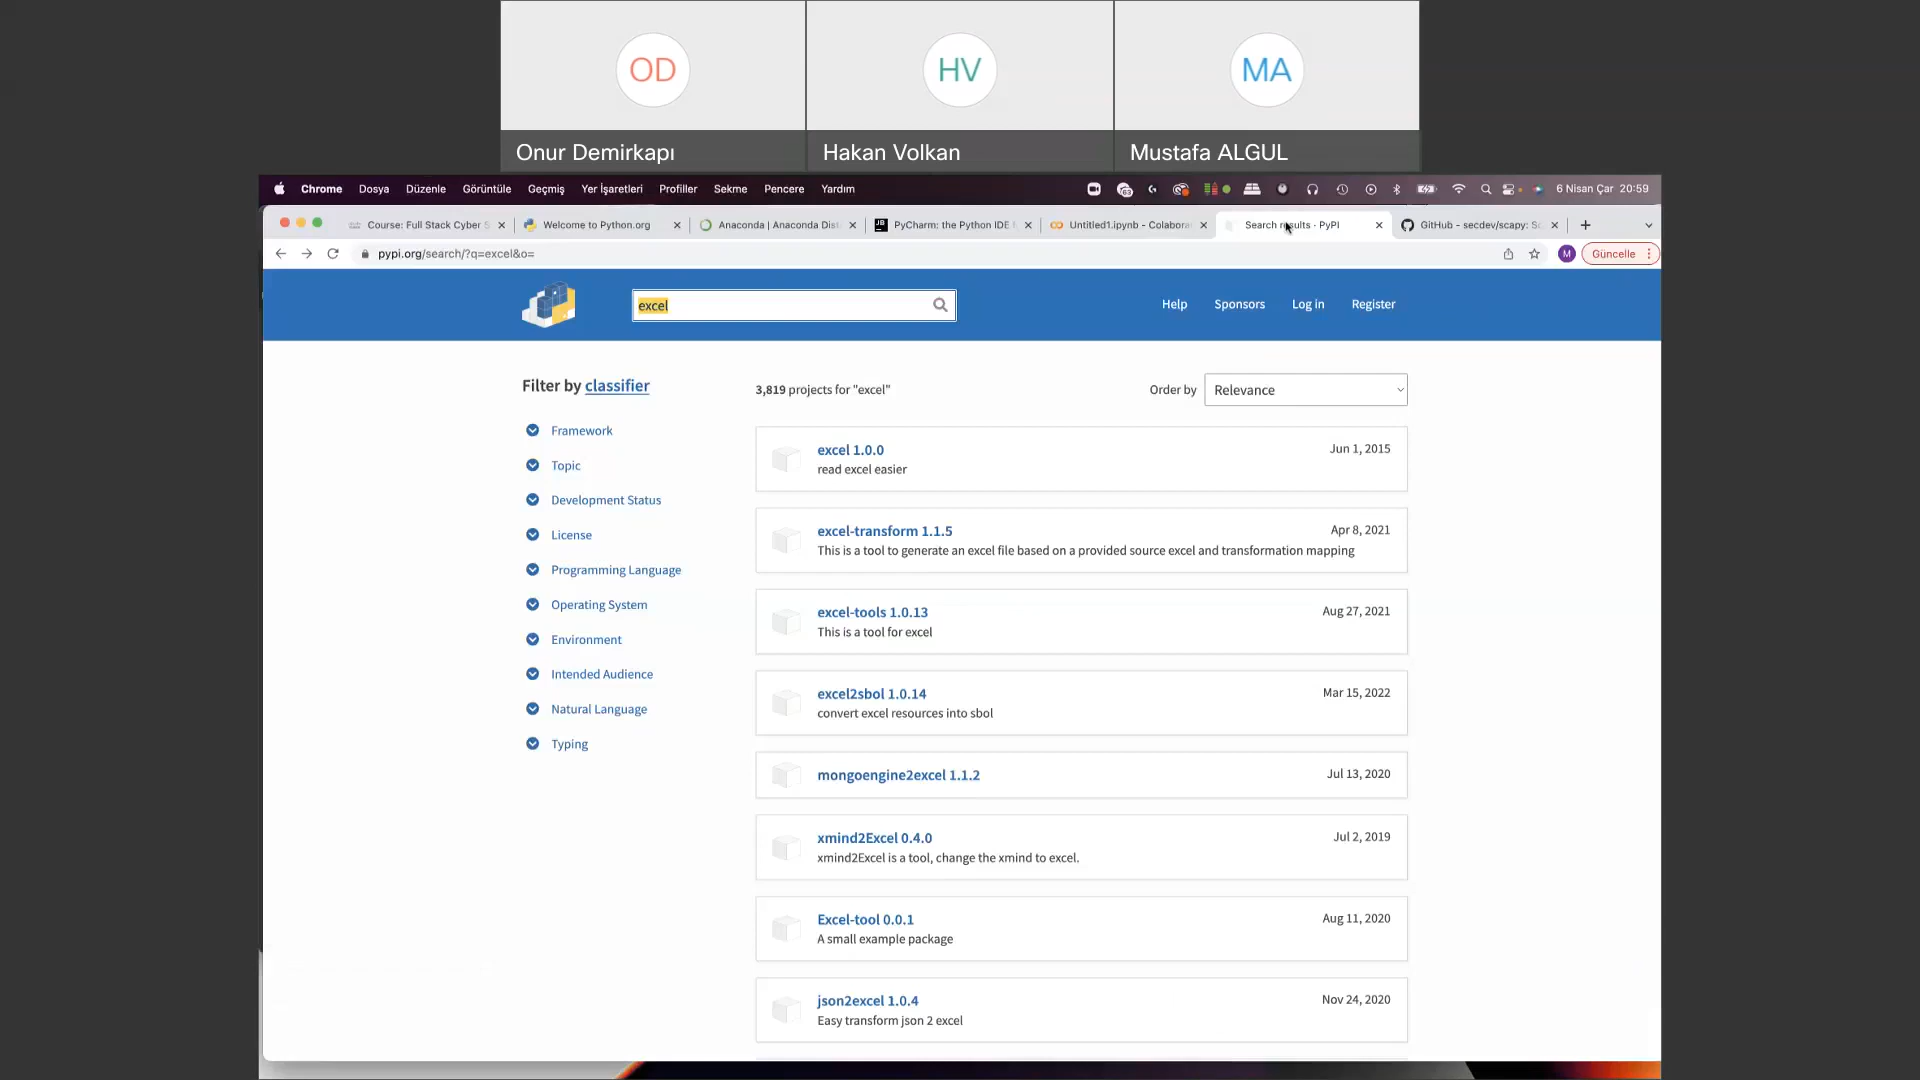 OD
HV
MA
Onur Demirkapı
Hakan Volkan
Mustafa ALGUL
Chrome Dosya Düzenle Görüntüle Geçmiş Yer İşaretleri Profiller Sekme Pencere Yardım 6 Nisan Çar 20:59
Course: Full Stack Cyber S Welcome to Python.org Anaconda | Anaconda Dist PyCharm: the Python IDE f Untitled1.ipynb - Colabora Search results - PyPI GitHub - secdev/scapy: Sc
pypi.org/search/?q=excel&o= M Güncelle
excel
Help Sponsors Log in Register
Filter by classifier
3,819 projects for "excel"
Order by Relevance
Framework
Topic
Development Status
License
Programming Language
Operating System
Environment
Intended Audience
Natural Language
Typing
excel 1.0.0 Jun 1, 2015
read excel easier
excel-transform 1.1.5 Apr 8, 2021
This is a tool to generate an excel file based on a provided source excel and transformation mapping
excel-tools 1.0.13 Aug 27, 2021
This is a tool for excel
excel2sbol 1.0.14 Mar 15, 2022
convert excel resources into sbol
mongoengine2excel 1.1.2 Jul 13, 2020
xmind2Excel 0.4.0 Jul 2, 2019
xmind2Excel is a tool, change the xmind to excel.
Excel-tool 0.0.1 Aug 11, 2020
A small example package
json2excel 1.0.4 Nov 24, 2020
Easy transform json 2 excel